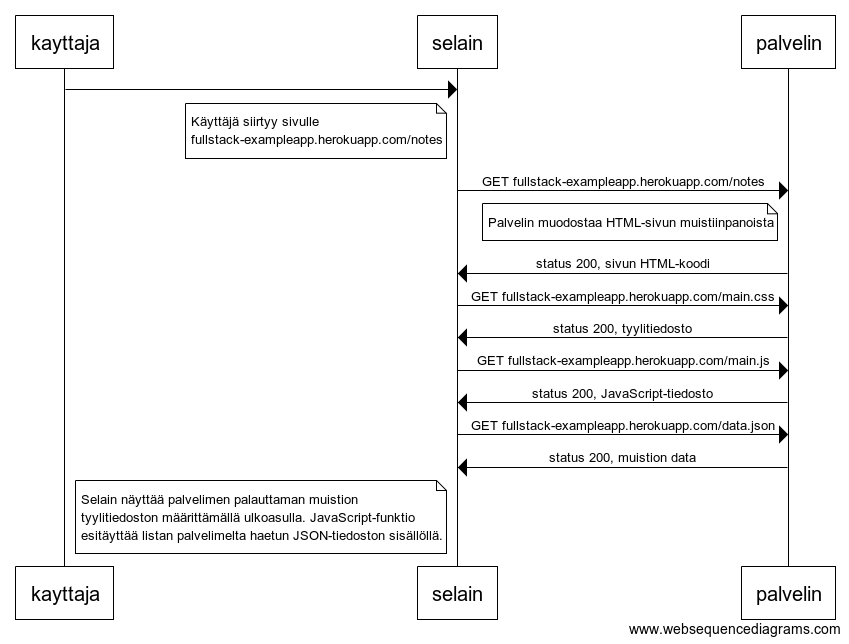 kayttaja
selain
palvelin
Käyttäjä siirtyy sivulle
fullstack-exampleapp.herokuapp.com/notes
GET fullstack-exampleapp.herokuapp.com/notes
Palvelin muodostaa HTML-sivun muistiinpanoista
status 200, sivun HTML-koodi
GET fullstack-exampleapp.herokuapp.com/main.css
status 200, tyylitiedosto
GET fullstack-exampleapp.herokuapp.com/main.js
status 200, JavaScript-tiedosto
GET fullstack-exampleapp.herokuapp.com/data.json
status 200, muistion data
Selain näyttää palvelimen palauttaman muistion
tyylitiedoston määrittämällä ulkoasulla. JavaScript-funktio
esitäyttää listan palvelimelta haetun JSON-tiedoston sisällöllä.
kayttaja
selain
palvelin
www.websequencediagrams.com